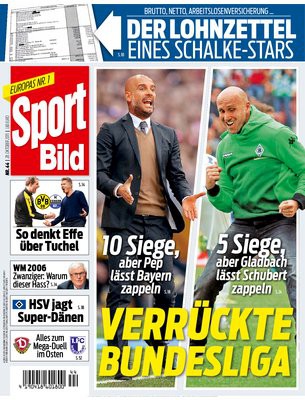 BRUTTO, NETTO, ARBEITSLOSENVERSICHERUNG ...
DER LOHNZETTEL
EINES SCHALKE-STARS
EUROPAS NR. 1
Sport
Bild
So denkt Effe
über Tuchel
WM 2006
Zwanziger: Warum
dieser Hass?
HSV jagt
Super-Dänen
Alles zum
Mega-Duell
im Osten
10 Siege,
aber Pep
lässt Bayern
zappeln
5 Siege,
aber Gladbach
lässt Schubert
zappeln
VERRÜCKTE
BUNDESLIGA